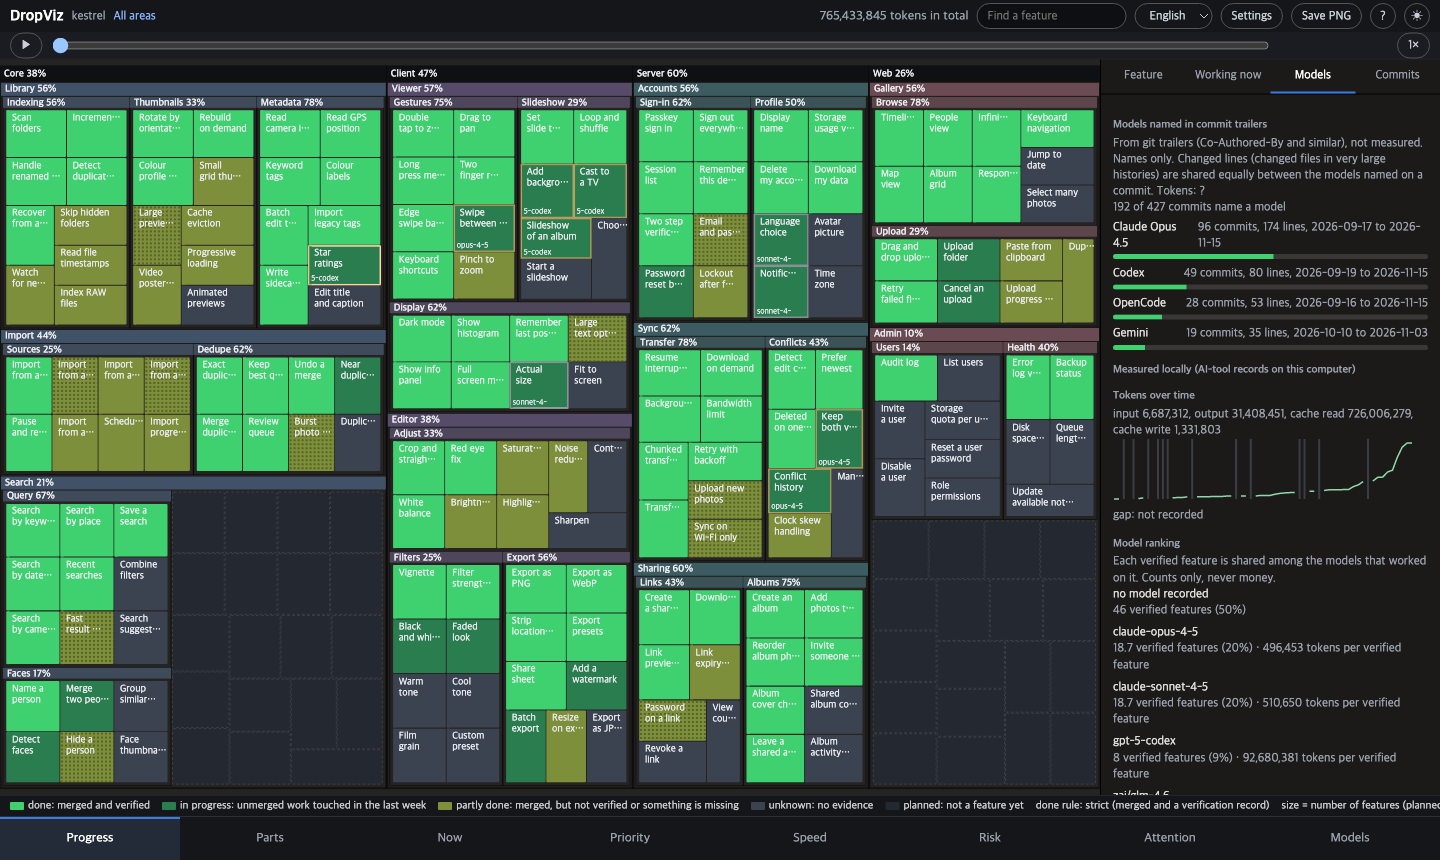 DropViz kestrel All areas
765,433,845 tokens in total
Find a feature
English
Settings
Save PNG
?
1×
Core 38%
Library 56%
Indexing 56%
Scan folders
Incremen···
Handle renamed ···
Detect duplicat···
Recover from a···
Skip hidden folders
Read file timestamps
Watch for ne···
Index RAW files
Thumbnails 33%
Rotate by orientat···
Rebuild on demand
Colour profile ···
Small grid thu···
Large previe···
Cache eviction
Progressive loading
Video poster···
Animated previews
Metadata 78%
Read camera i···
Read GPS position
Keyword tags
Colour labels
Batch edit t···
Import legacy tags
Star ratings
5-codex
Write sideca···
Edit title and caption
Import 44%
Sources 25%
Import from a···
Import from a···
Import from a···
Import from a···
Pause and re···
Import from a···
Schedu···
Import progre···
Dedupe 62%
Exact duplic···
Keep best q···
Undo a merge
Near duplic···
Merge duplic···
Review queue
Burst photo ···
Duplic···
Search 21%
Query 67%
Search by keyw···
Search by place
Save a search
Search by date···
Recent searches
Combine filters
Search by came···
Fast result ···
Search suggest···
Faces 17%
Name a person
Merge two peo···
Group similar···
Detect faces
Hide a person
Face thumbna···
Client 47%
Viewer 57%
Gestures 75%
Double tap to z···
Drag to pan
Long press me···
Two finger r···
Edge swipe ba···
Swipe between ···
opus-4-5
Keyboard shortcuts
Pinch to zoom
Slideshow 29%
Set slide t···
Loop and shuffle
Add backgro···
5-codex
Cast to a TV
5-codex
Slideshow of an album
5-codex
Choo···
Start a slideshow
Display 62%
Dark mode
Show histogram
Remember last pos···
Large text opt···
Show info panel
Full screen m···
Actual size
sonnet-4-
Fit to screen
Editor 38%
Adjust 33%
Crop and straigh···
Red eye fix
Saturat···
Noise redu···
Cont···
White balance
Brightn···
Highlig···
Sharpen
Filters 25%
Vignette
Filter strengt···
Black and whi···
Faded look
Warm tone
Cool tone
Film grain
Custom preset
Export 56%
Export as PNG
Export as WebP
Strip location···
Export presets
Share sheet
Add a watermark
Batch export
Resize on ex···
Export as JP···
Server 60%
Accounts 56%
Sign-in 62%
Passkey sign in
Sign out everywh···
Session list
Remember this de···
Two step verific···
Email and pas···
Password reset b···
Lockout after f···
Profile 50%
Display name
Storage usage v···
Delete my acco···
Download my data
Language choice
sonnet-4-
Avatar picture
Notific···
sonnet-4-
Time zone
Sync 62%
Transfer 78%
Resume interrup···
Download on demand
Backgrou···
Bandwidth limit
Chunked transf···
Retry with backoff
Upload new photos
Transf···
Sync on Wi-Fi only
Conflicts 43%
Detect edit c···
Prefer newest
Deleted on one···
Keep both v···
opus-4-5
Conflict history
opus-4-5
Man···
Clock skew handling
Sharing 60%
Links 43%
Create a shar···
Downlo···
Link previe···
Link expiry···
Password on a link
View cou···
Revoke a link
Albums 75%
Create an album
Add photos t···
Reorder album ph···
Invite someone ···
Album cover ch···
Shared album co···
Leave a shared a···
Album activity···
Web 26%
Gallery 56%
Browse 78%
Timeli···
People view
Infini···
Keyboard navigation
Map view
Album grid
Respon···
Jump to date
Select many photos
Upload 29%
Drag and drop uplo···
Upload folder
Paste from clipboard
Dup···
Retry failed fi···
Cancel an upload
Upload progress ···
Admin 10%
Users 14%
Audit log
List users
Invite a user
Storage quota per u···
Reset a user password
Disable a user
Role permissions
Health 40%
Error log v···
Backup status
Disk space···
Queue lengt···
Update available not···
Feature
Working now
Models
Commits
Models named in commit trailers
From git trailers (Co-Authored-By and similar), not measured.
Names only. Changed lines (changed files in very large
histories) are shared equally between the models named on a
commit. Tokens: ?
192 of 427 commits name a model
Claude Opus 4.5
96 commits, 174 lines, 2026-09-17 to 2026-11-15
Codex 49 commits, 80 lines, 2026-09-19 to 2026-11-15
OpenCode 28 commits, 53 lines, 2026-09-16 to 2026-11-15
Gemini 19 commits, 35 lines, 2026-10-10 to 2026-11-03
Measured locally (AI-tool records on this computer)
Tokens over time
input 6,687,312, output 31,408,451, cache read 726,006,279,
cache write 1,331,803
gap: not recorded
Model ranking
Each verified feature is shared among the models that worked
on it. Counts only, never money.
no model recorded
46 verified features (50%)
claude-opus-4-5
18.7 verified features (20%) · 496,453 tokens per verified
feature
claude-sonnet-4-5
18.7 verified features (20%) · 510,650 tokens per verified
feature
gpt-5-codex
8 verified features (9%) · 92,680,381 tokens per verified
feature
done: merged and verified
in progress: unmerged work touched in the last week
partly done: merged, but not verified or something is missing
unknown: no evidence
planned: not a feature yet
done rule: strict (merged and a verification record)
size = number of features (planned
Progress
Parts
Now
Priority
Speed
Risk
Attention
Models